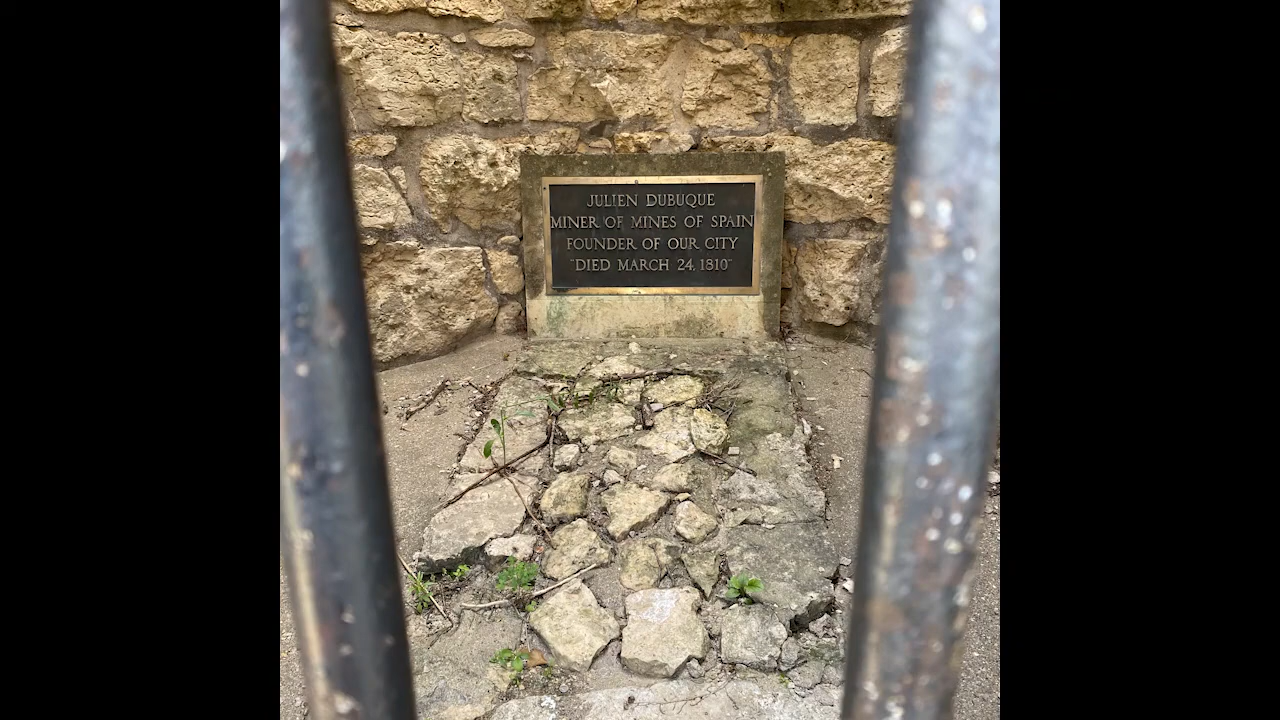 JULIEN DUBUQUE
MINER OF MINES OF SPAIN
FOUNDER OF OUR CITY
"DIED MARCH 24, 1810"